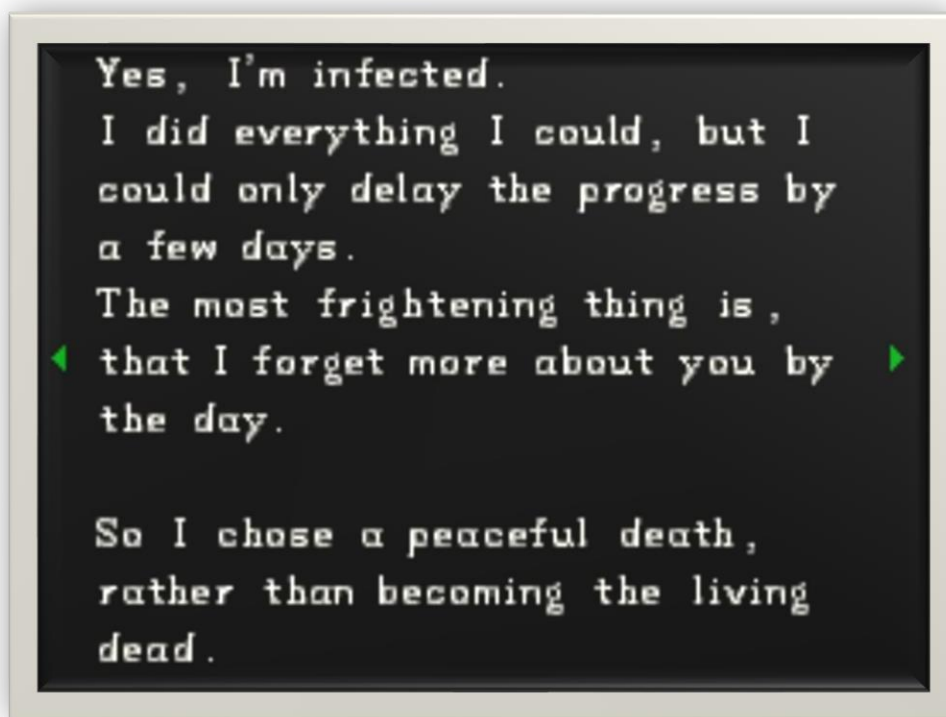 Yes, I'm infected.
I did everything I could, but I
could only delay the progress by
a few days.
The most frightening thing is,
that I forget more about you by
the day.
So I chose a peaceful death,
rather than becoming the living
dead.